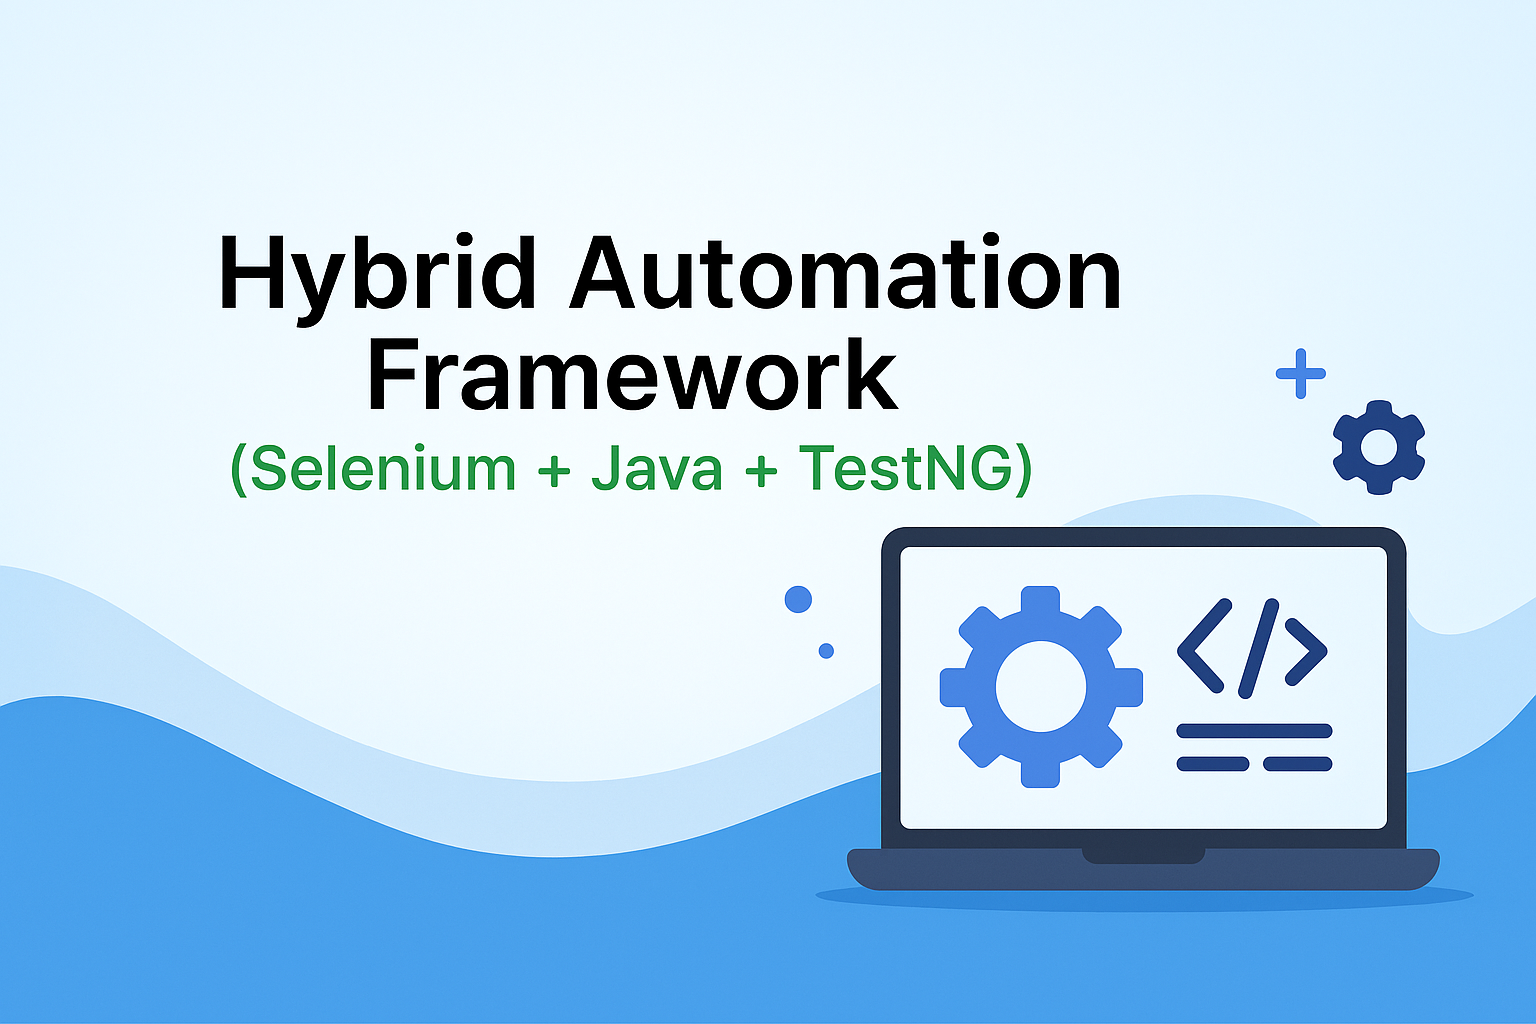 Hybrid Automation
Framework
(Selenium + Java + TestNG)
</>